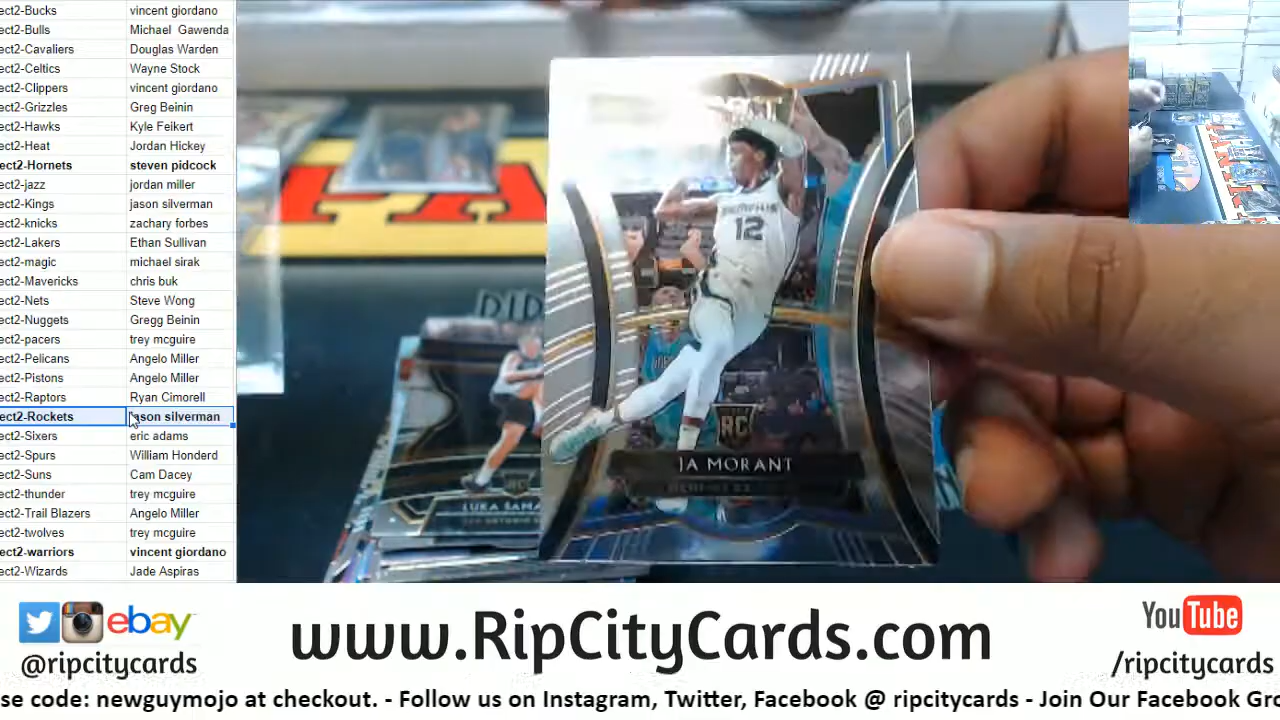 ect2-Bucks vincent giordano
ect2-Bulls Michael Gawenda
ect2-Cavaliers Douglas Warden
ect2-Celtics Wayne Stock
ect2-Clippers vincent giordano
ect2-Grizzles Greg Beinin
ect2-Hawks Kyle Feikert
ect2-Heat Jordan Hickey
ect2-Hornets steven pidcock
ect2-jazz jordan miller
ect2-Kings jason silverman
ect2-knicks zachary forbes
ect2-Lakers Ethan Sullivan
ect2-magic michael sirak
ect2-Mavericks chris buk
ect2-Nets Steve Wong
ect2-Nuggets Gregg Beinin
ect2-pacers trey mcguire
ect2-Pelicans Angelo Miller
ect2-Pistons Angelo Miller
ect2-Raptors Ryan Cimorell
ect2-Rockets jason silverman
ect2-Sixers eric adams
ect2-Spurs William Honderd
ect2-Suns Cam Dacey
ect2-thunder trey mcguire
ect2-Trail Blazers Angelo Miller
ect2-twolves trey mcguire
ect2-warriors vincent giordano
ect2-Wizards Jade Aspiras
MEMPHIS
12
RC
JA MORANT
RC
LUKA SAMA
ebay
@ripcitycards
www.RipCityCards.com
YouTube
/ripcitycards
se code: newguymojo at checkout. - Follow us on Instagram, Twitter, Facebook @ ripcitycards - Join Our Facebook Gro